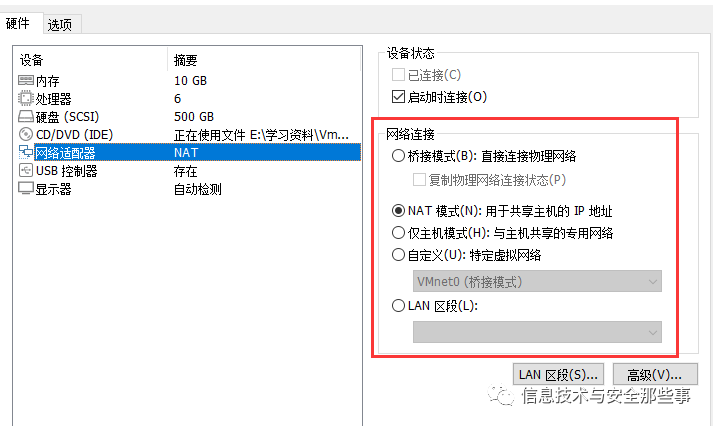 硬件 选项
设备 摘要
内存 10 GB
处理器 6
硬盘 (SCSI) 500 GB
CD/DVD (IDE) 正在使用文件 E:\学习资料\Vm...
网络适配器 NAT
USB 控制器 存在
显示器 自动检测
设备状态
已连接(C)
启动时连接(O)
网络连接
桥接模式(B): 直接连接物理网络
复制物理网络连接状态(P)
NAT 模式(N): 用于共享主机的 IP 地址
仅主机模式(H): 与主机共享的专用网络
自定义(U): 特定虚拟网络
VMnet0 (桥接模式)
LAN 区段(L):
LAN 区段(S)... 高级(V)...
信息技术与安全那些事